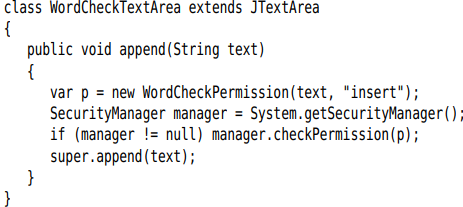 class WordCheckTextArea extends JTextArea
{
   public void append(String text)
   {
      var p = new WordCheckPermission(text, "insert");
      SecurityManager manager = System.getSecurityManager();
      if (manager != null) manager.checkPermission(p);
      super.append(text);
   }
}